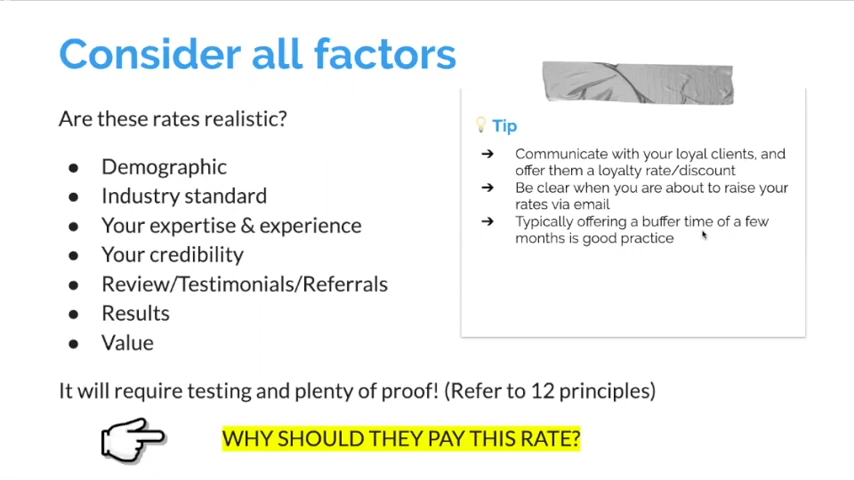 Consider all factors
Are these rates realistic?
● Demographic
● Industry standard
● Your expertise & experience
● Your credibility
● Review/Testimonials/Referrals
● Results
● Value
Tip
➔ Communicate with your loyal clients, and
offer them a loyalty rate/discount
➔ Be clear when you are about to raise your
rates via email
➔ Typically offering a buffer time of a few
months is good practice
It will require testing and plenty of proof! (Refer to 12 principles)
WHY SHOULD THEY PAY THIS RATE?